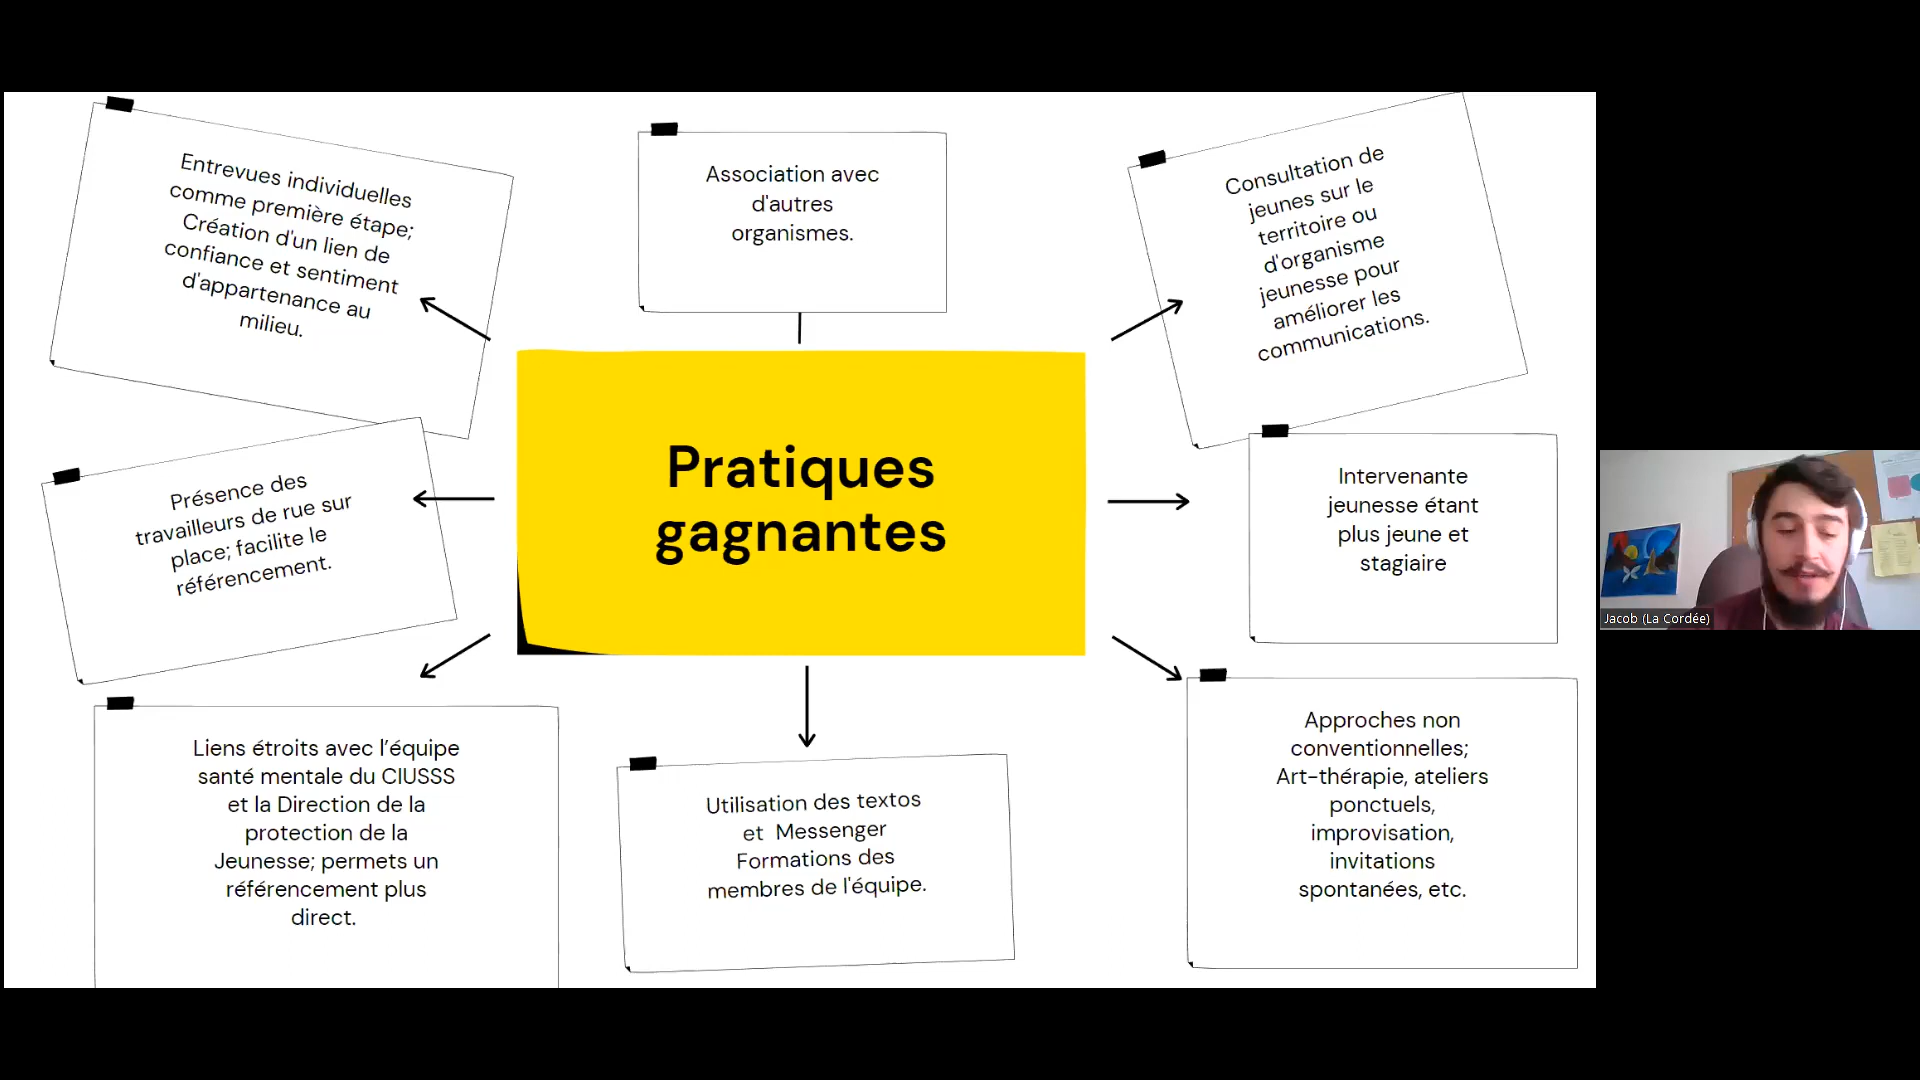 Entrevues individuelles
comme première étape;
Création d'un lien de
confiance et sentiment
d'appartenance au
milieu.
Association avec
d'autres
organismes.
Consultation de
jeunes sur le
territoire ou
d'organisme
jeunesse pour
améliorer les
communications.
Présence des
travailleurs de rue sur
place; facilite le
référencement.
Pratiques
gagnantes
Intervenante
jeunesse étant
plus jeune et
stagiaire
Liens étroits avec l’équipe
santé mentale du CIUSSS
et la Direction de la
protection de la
Jeunesse; permets un
référencement plus
direct.
Utilisation des textos
et Messenger
Formations des
membres de l'équipe.
Approches non
conventionnelles;
Art-thérapie, ateliers
ponctuels,
improvisation,
invitations
spontanées, etc.
Jacob (La Cordée)